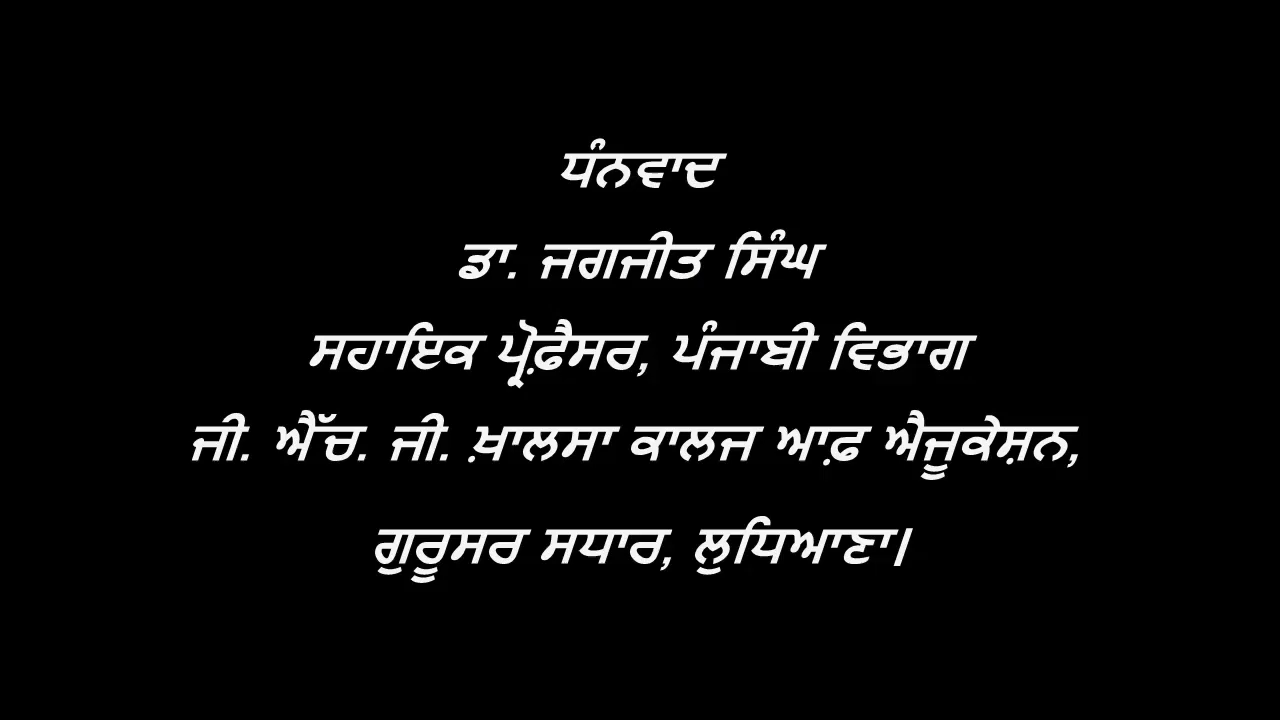 ਧੰਨਵਾਦ
ਡਾ. ਜਗਜੀਤ ਸਿੰਘ
ਸਹਾਇਕ ਪ੍ਰੋਫ਼ੈਸਰ, ਪੰਜਾਬੀ ਵਿਭਾਗ
ਜੀ. ਐੱਚ. ਜੀ. ਖ਼ਾਲਸਾ ਕਾਲਜ ਆਫ਼ ਐਜੂਕੇਸ਼ਨ,
ਗੁਰੂਸਰ ਸਧਾਰ, ਲੁਧਿਆਣਾ।